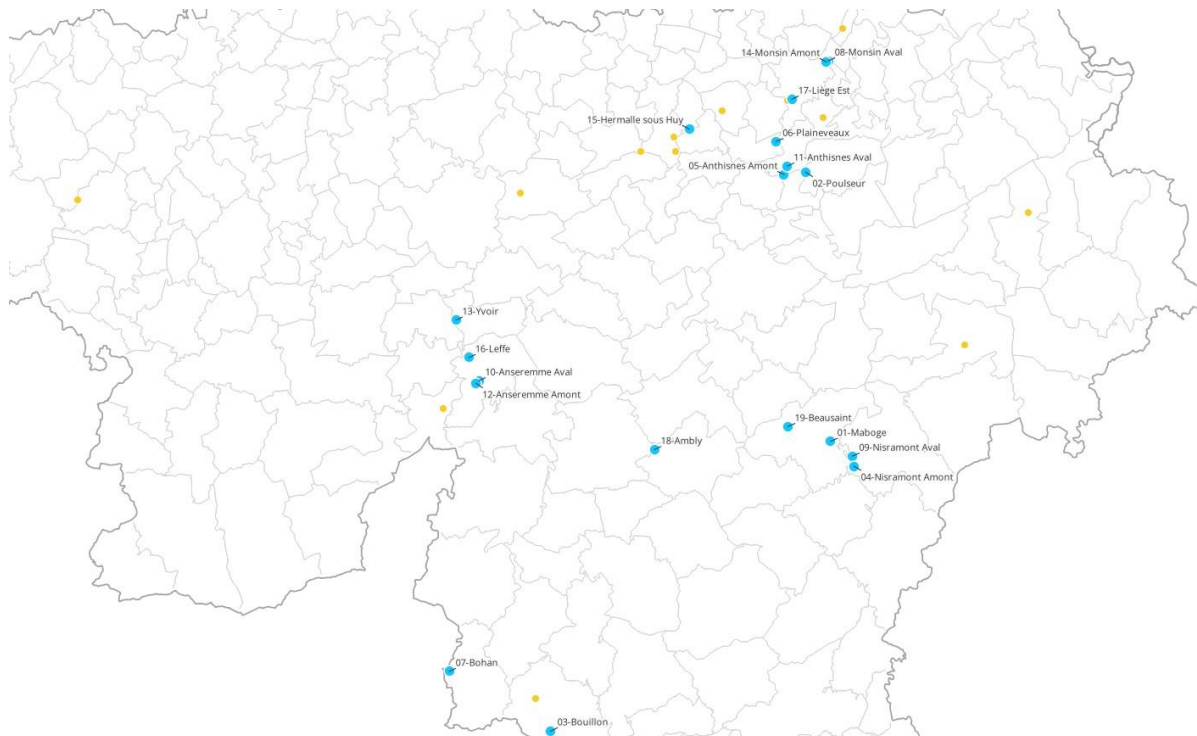 14-Monsin Amont
08-Monsin Aval
17-Liège Est
15-Hermalle sous Huy
06-Plaineveaux
11-Anthisnes Aval
05-Anthisnes Amont
02-Poulseur
13-Yvoir
16-Leffe
10-Anseremme Aval
12-Anseremme Amont
19-Beausaint
01-Maboge
18-Ambly
09-Nisramont Aval
04-Nisramont Amont
07-Bohan
03-Bouillon